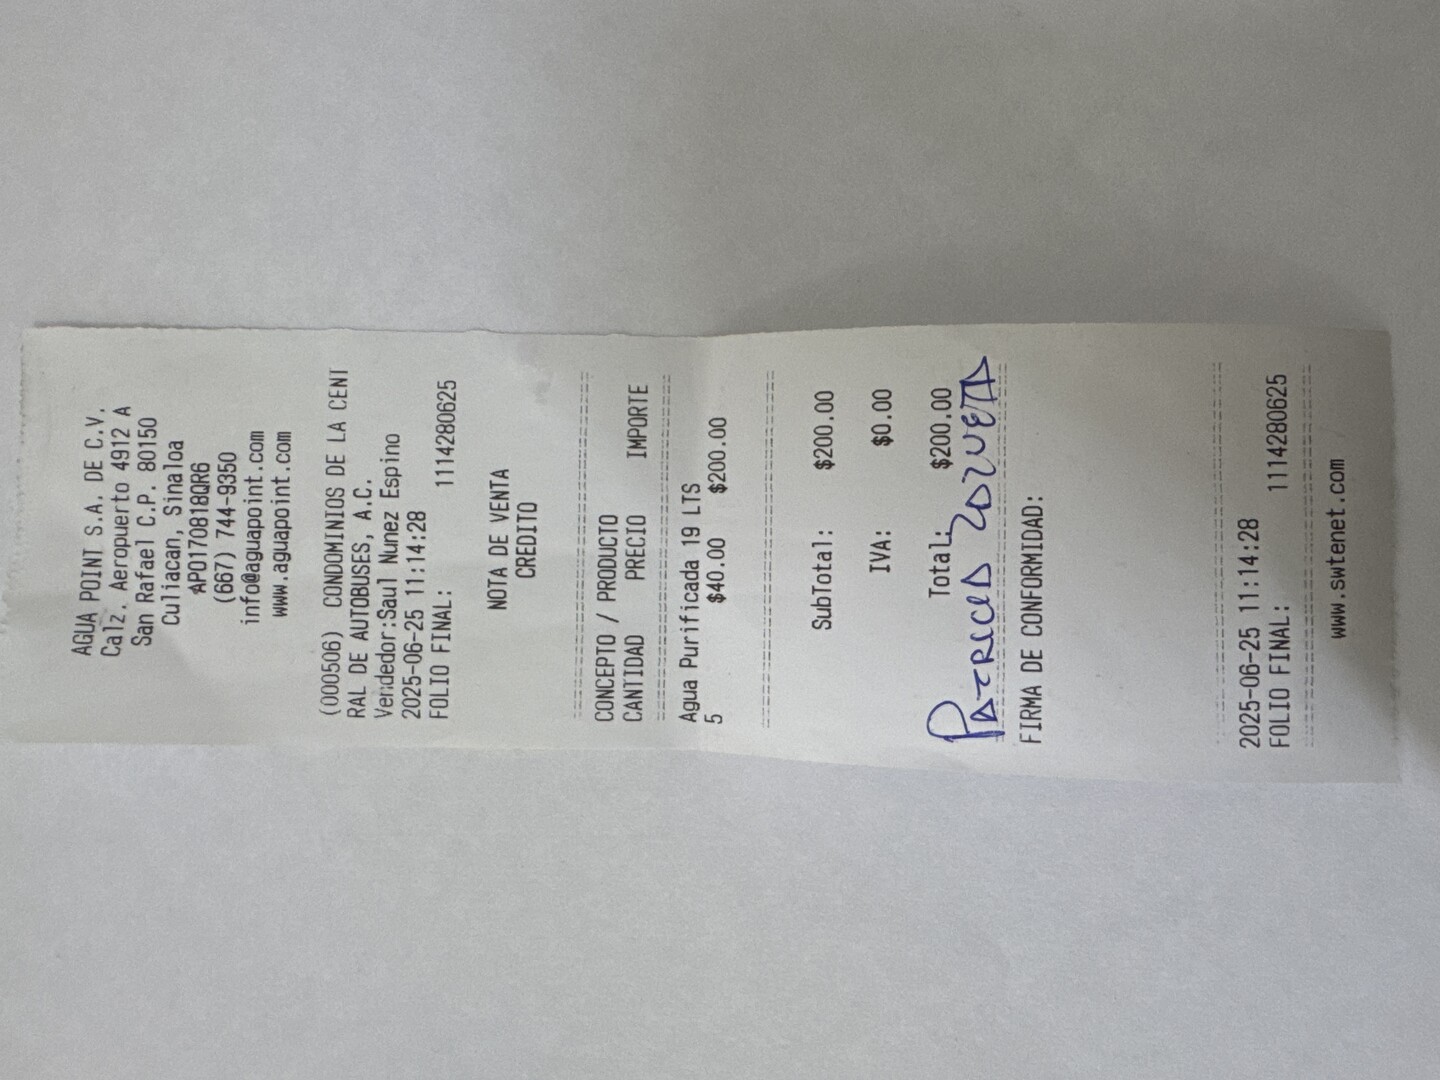 AGUA POINT S.A. DE C.V.
Calz. Aeropuerto 4912 A
San Rafael C.P. 80150
Culiacan, Sinaloa
APO170818QR6
(667) 744-9350
info@aguapoint.com
www.aguapoint.com
(000506) CONDOMINIOS DE LA CENT
RAL DE AUTOBUSES, A.C.
Vendedor:Saul Nunez Espino
2025-06-25 11:14:28
FOLIO FINAL: 1114280625
NOTA DE VENTA
CREDITO
CONCEPTO / PRODUCTO
CANTIDAD PRECIO IMPORTE
Agua Purificada 19 LTS
5 $40.00 $200.00
SubTotal: $200.00
IVA: $0.00
Total: $200.00
PATRICIA ZOZUETA
FIRMA DE CONFORMIDAD:
2025-06-25 11:14:28
FOLIO FINAL: 1114280625
www.swtenet.com